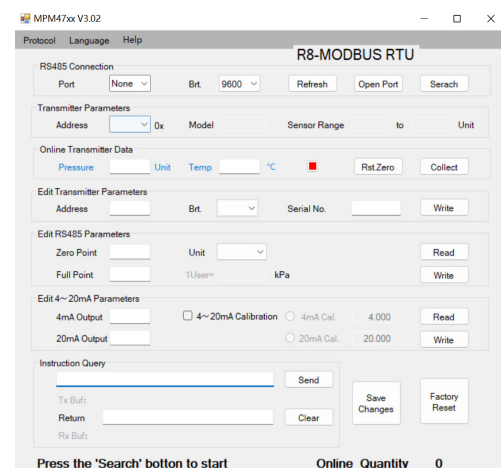 MPM47xx V3.02
Protocol Language Help
R8-MODBUS RTU
RS485 Connection
Port None Brt. 9600 Refresh Open Port Serach
Transmitter Parameters
Address 0x Model Sensor Range to Unit
Online Transmitter Data
Pressure Unit Temp °C Rst.Zero Collect
Edit Transmitter Parameters
Address Brt. Serial No. Write
Edit RS485 Parameters
Zero Point Unit Read
Full Point 1User= kPa Write
Edit 4~20mA Parameters
4mA Output 4~20mA Calibration 4mA Cal. 4.000 Read
20mA Output 20mA Cal. 20.000 Write
Instruction Query
Send
Tx Buf:
Return Clear
Rx Buf:
Save Changes
Factory Reset
Press the 'Search' botton to start Online Quantity 0